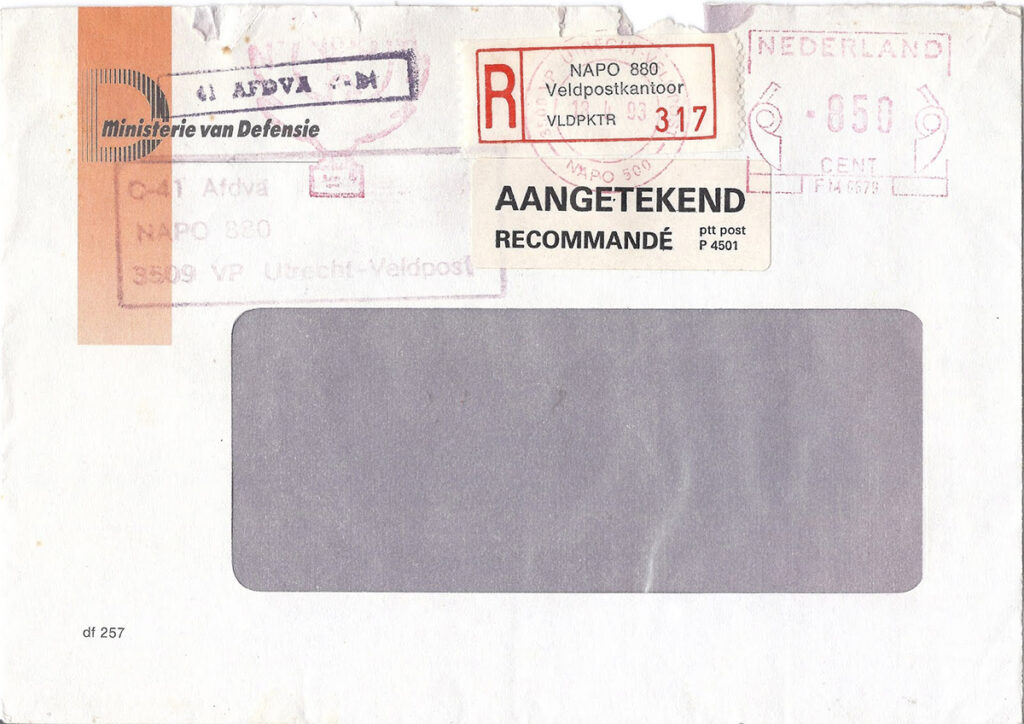 41 AFDVA
Ministerie van Defensie
C-41 Afdva
NAPO 880
3509 VP Utrecht-Veldpost
R
NAPO 880
Veldpostkantoor
VLDPKTR
317
93
NAPO 500
AANGETEKEND
RECOMMANDÉ
ptt post
P 4501
NEDERLAND
850
CENT
df 257